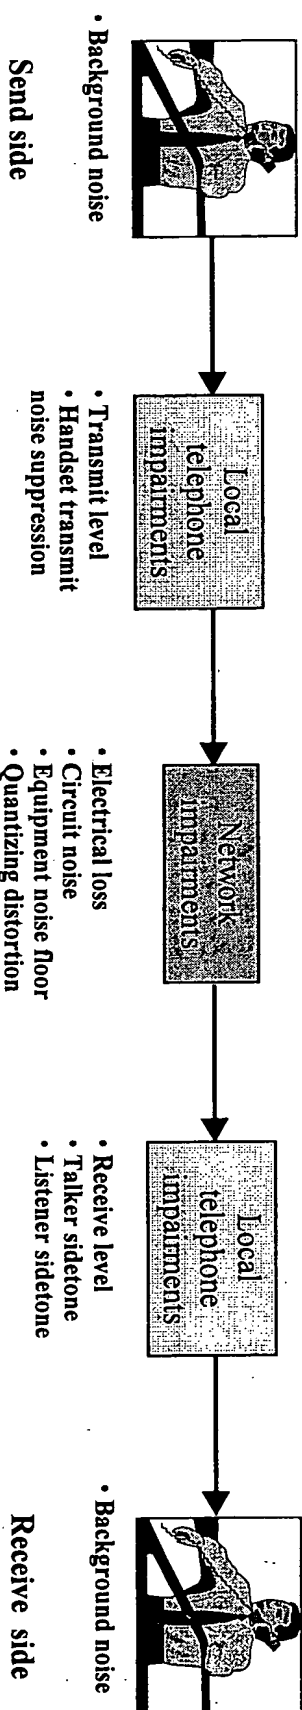 Local
telephone
impairments
Network
impairments
Local
telephone
impairments
• Background noise
• Transmit level
• Handset transmit
noise suppression
• Electrical loss
• Circuit noise
• Equipment noise floor
• Quantizing distortion
• Receive level
• Talker sidetone
• Listener sidetone
• Background noise
Send side
Receive side